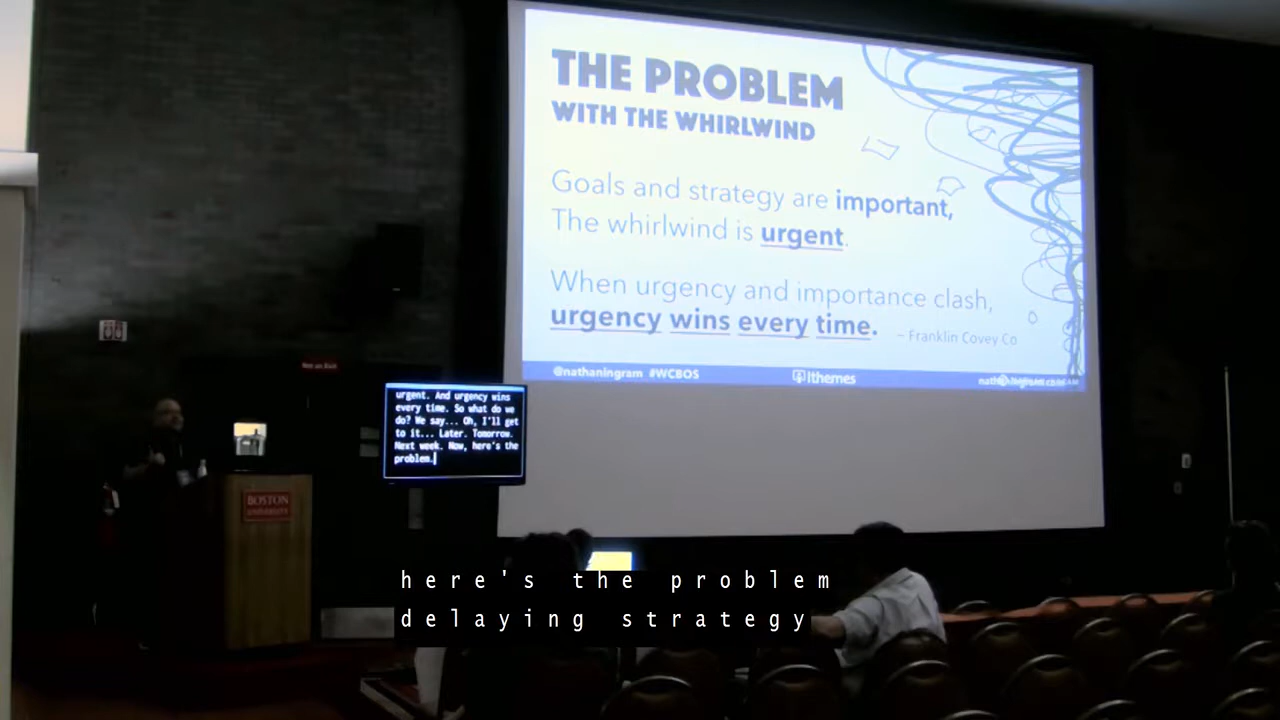 THE PROBLEM
WITH THE WHIRLWIND
Goals and strategy are important,
The whirlwind is urgent.
When urgency and importance clash,
urgency wins every time.
– Franklin Covey Co
@nathaningram #WCBOS
ithemes
urgent. And urgency wins
every time. So what do we
do? We say... Oh, I'll get
to it... Later. Tomorrow.
Next week. Now, here's the
problem.
BOSTON
UNIVERSITY
here's the problem
delaying strategy